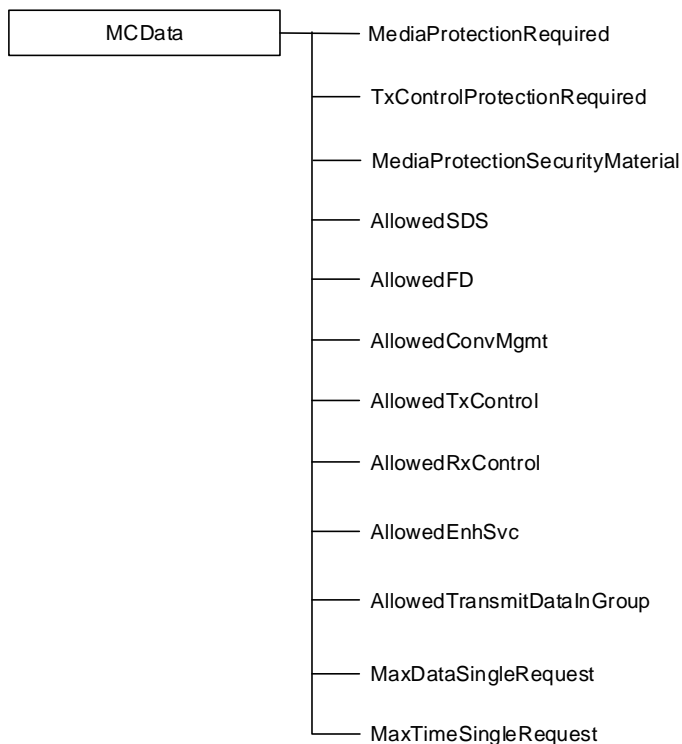 MCData
MediaProtectionRequired
TxControlProtectionRequired
MediaProtectionSecurityMaterial
AllowedSDS
AllowedFD
AllowedConvMgmt
AllowedTxControl
AllowedRxControl
AllowedEnhSvc
AllowedTransmitDataInGroup
MaxDataSingleRequest
MaxTimeSingleRequest